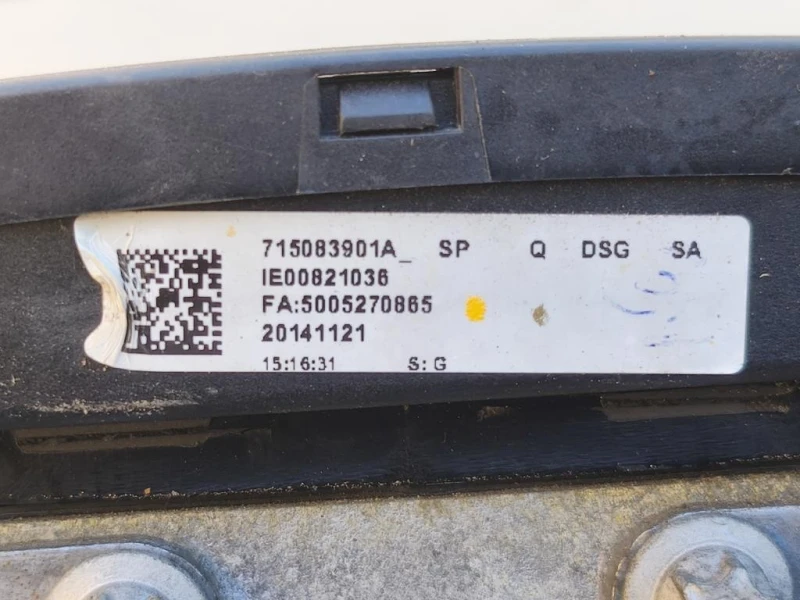 715083901A_ SP Q DSG SA
IE00821036
FA:5005270865
20141121
15:16:31 S:G